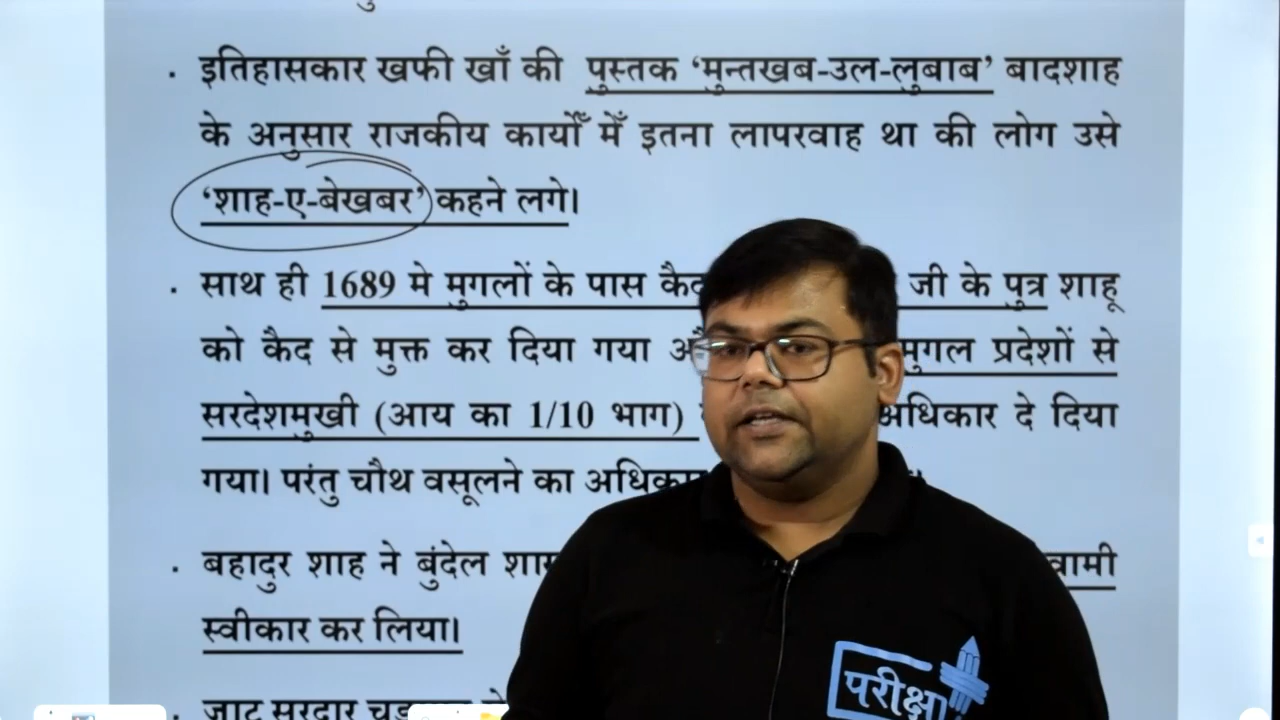 . इतिहासकार खफी खाँ की पुस्तक ‘मुन्तखब-उल-लुबाब’ बादशाह
के अनुसार राजकीय कार्यों में इतना लापरवाह था की लोग उसे
‘शाह-ए-बेखबर’ कहने लगे।
. साथ ही 1689 मे मुगलों के पास जी के पुत्र शाहू
को कैद से मुक्त कर दिया गया मुगल प्रदेशों से
सरदेशमुखी (आय का 1/10 भाग) अधिकार दे दिया
गया। परंतु चौथ वसूलने का
. बहादुर शाह ने बुंदेल
स्वीकार कर लिया।
. जाट सरदार
परीक्षा